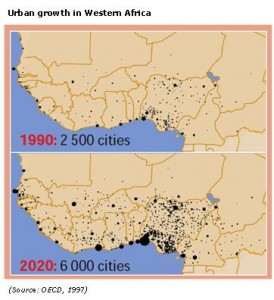 Urban growth in Western Africa
1990: 2 500 cities
2020: 6 000 cities
(Source: OECD, 1997)